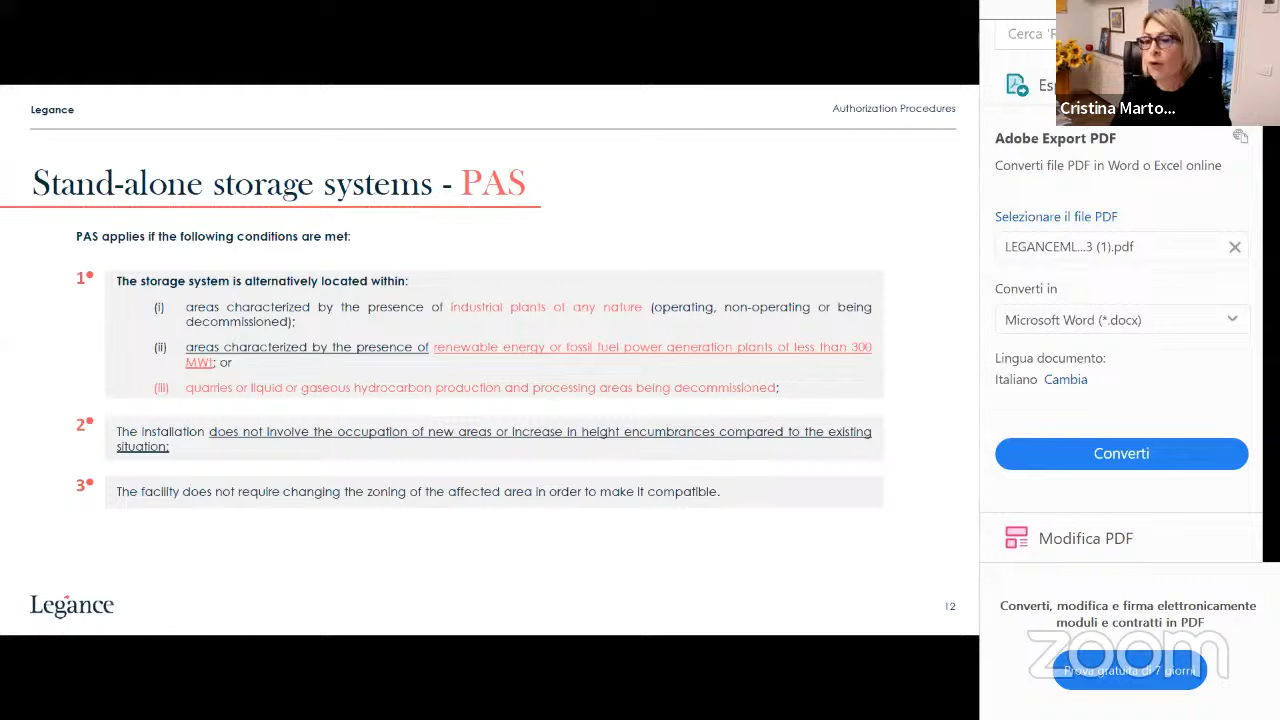 Legance
Authorization Procedures
Stand-alone storage systems - PAS
PAS applies if the following conditions are met:
1
The storage system is alternatively located within:
(i) areas characterized by the presence of industrial plants of any nature (operating, non-operating or being
decommissioned);
(ii) areas characterized by the presence of renewable energy or fossil fuel power generation plants of less than 300
MWt; or
(iii) quarries or liquid or gaseous hydrocarbon production and processing areas being decommissioned;
2
The installation does not involve the occupation of new areas or increase in height encumbrances compared to the existing
situation;
3
The facility does not require changing the zoning of the affected area in order to make it compatible.
Legance
12
Cerca
Cristina Marto...
Adobe Export PDF
Converti file PDF in Word o Excel online
Selezionare il file PDF
LEGANCEML...3 (1).pdf
Converti in
Microsoft Word (*.docx)
Lingua documento:
Italiano Cambia
Converti
Modifica PDF
Converti, modifica e firma elettronicamente
moduli e contratti in PDF
zoom
Prova gratuita di 7 giorni